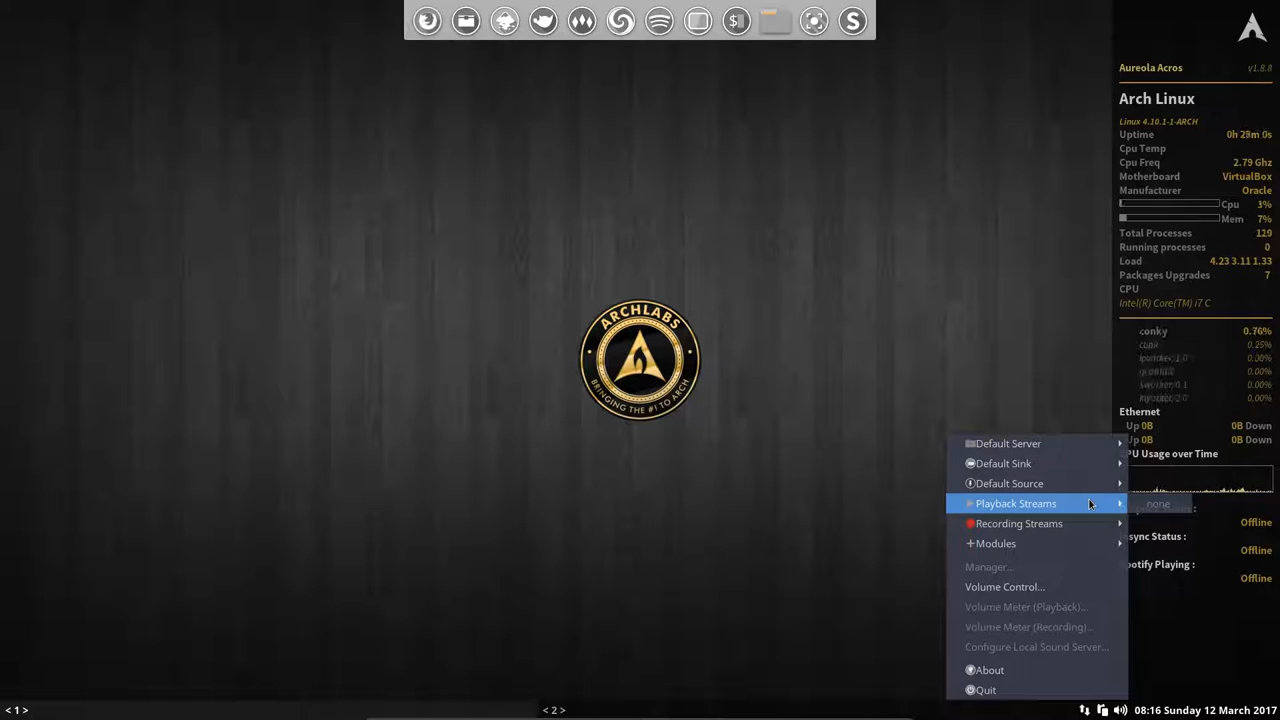 $
S
Aureola Acros v1.8.8
Arch Linux
Linux 4.10.1-1-ARCH
Uptime 0h 23m 0s
Cpu Temp
Cpu Freq 2.79 Ghz
Motherboard VirtualBox
Manufacturer Oracle
Cpu 3%
Mem 7%
Total Processes 129
Running processes 0
Load 4.23 3.11 1.33
Packages Upgrades 7
CPU
Intel(R) Core(TM) i7 C
conky 0.76%
0.25%
0.00%
0.00%
0.00%
0.00%
Ethernet
Up 0B 0B Down
Up 0B 0B Down
PU Usage over Time
Offline
sync Status :
Offline
potify Playing :
Offline
ARCHLABS
BRINGING THE #! TO ARCH
Default Server
Default Sink
Default Source
Playback Streams
none
Recording Streams
Modules
Manager...
Volume Control...
Volume Meter (Playback)...
Volume Meter (Recording)...
Configure Local Sound Server...
About
Quit
< 1 >
< 2 >
08:16 Sunday 12 March 2017